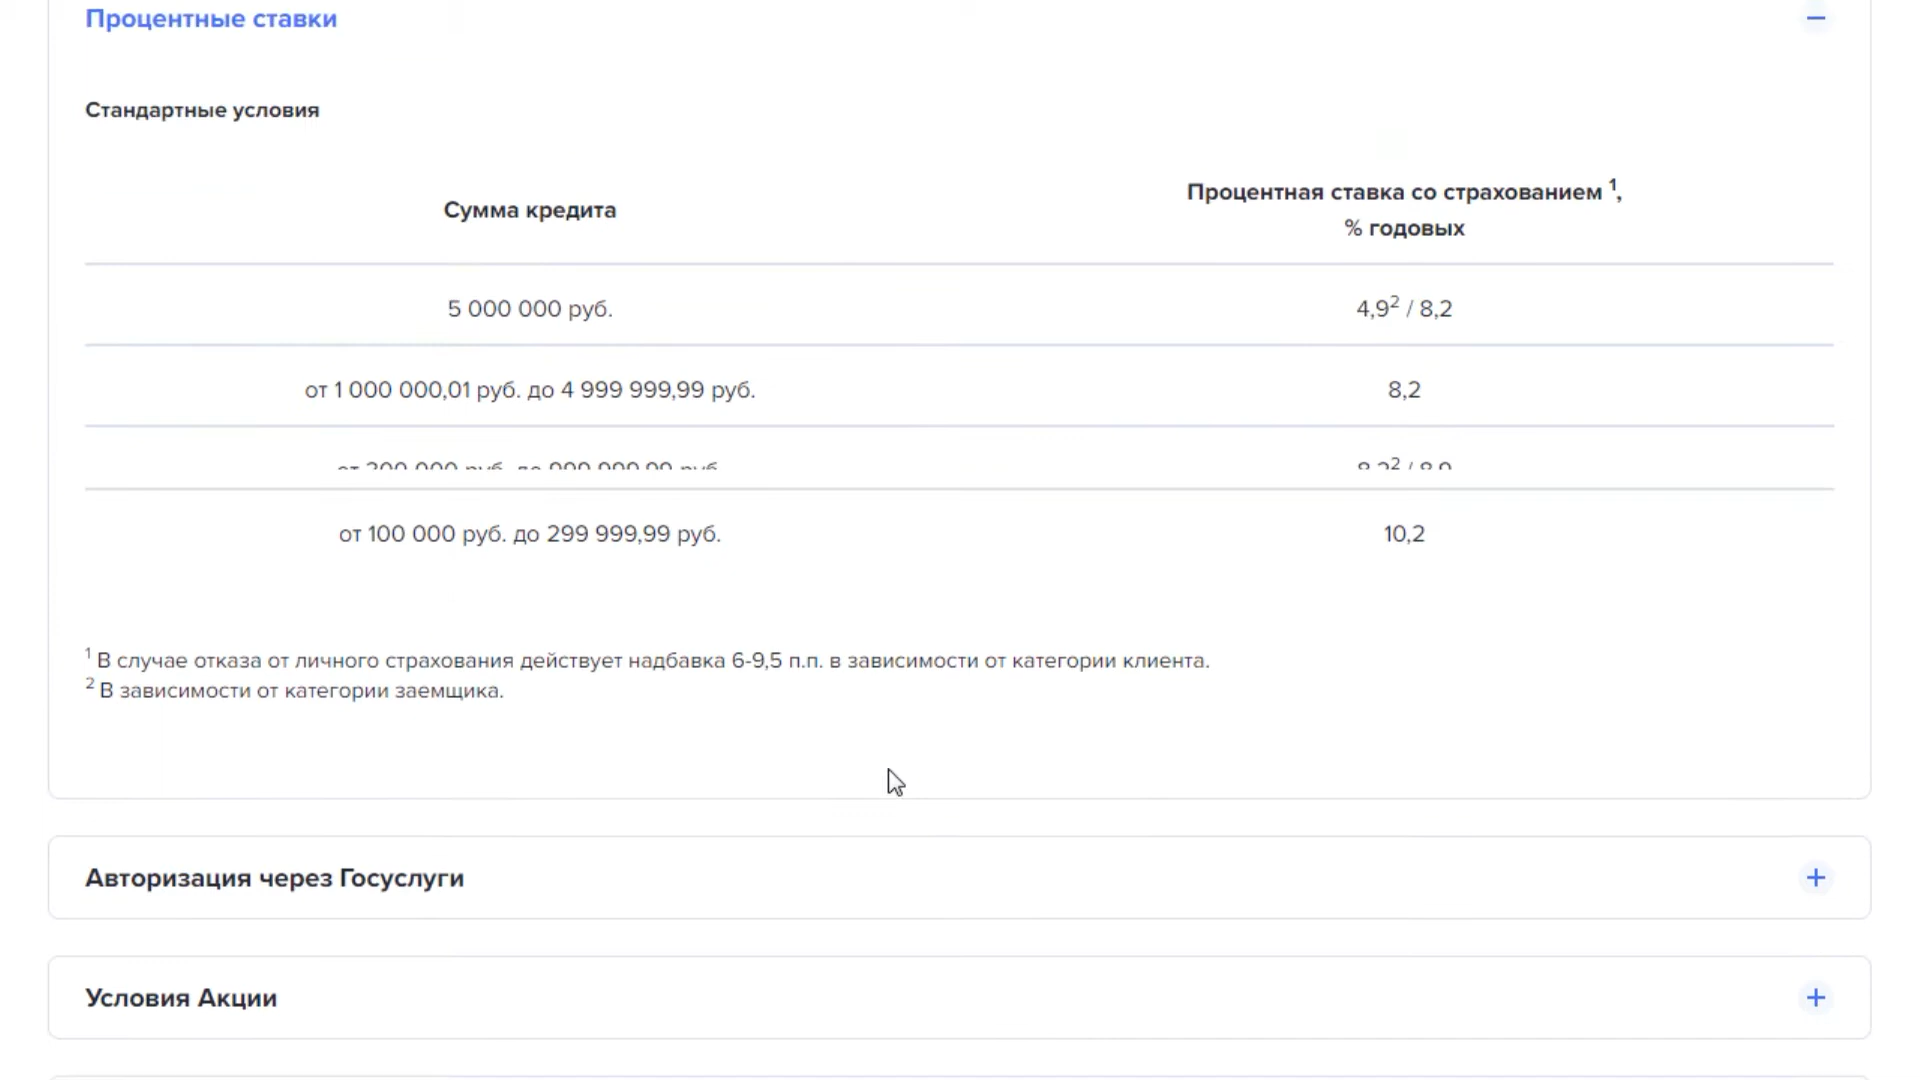 Процентные ставки
Стандартные условия
Сумма кредита
Процентная ставка со страхованием ¹,
% годовых
5 000 000 руб.
4,9² / 8,2
от 1 000 000,01 руб. до 4 999 999,99 руб.
8,2
от 100 000 руб. до 299 999,99 руб.
10,2
¹ В случае отказа от личного страхования действует надбавка 6-9,5 п.п. в зависимости от категории клиента.
² В зависимости от категории заемщика.
Авторизация через Госуслуги
Условия Акции